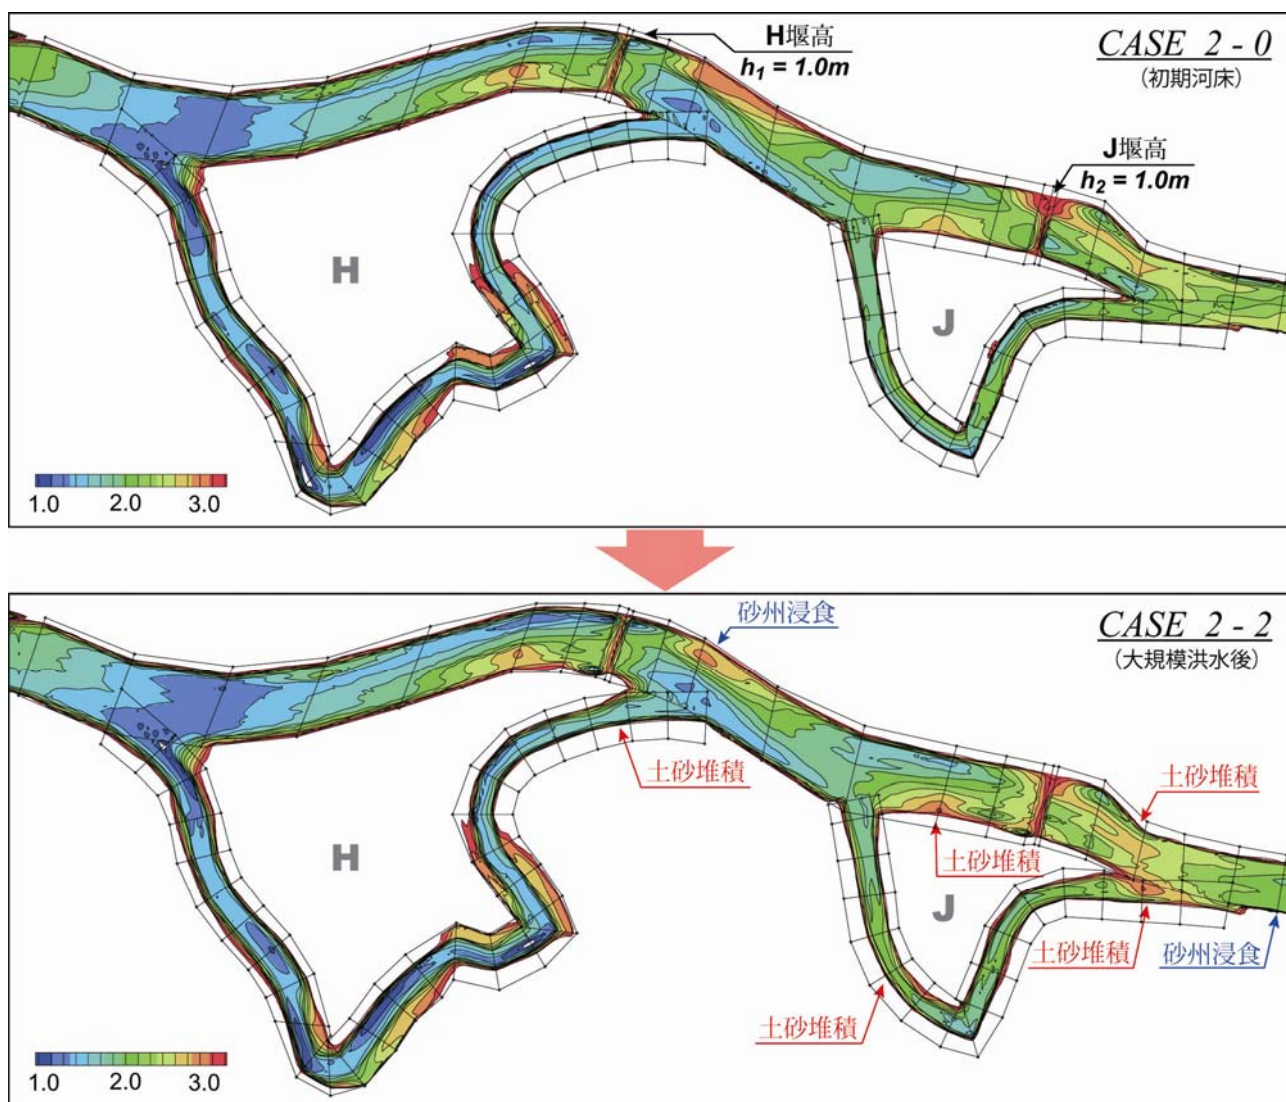 H堰高
h₁ = 1.0m
CASE 2 - 0
(初期河床)
J堰高
h₂ = 1.0m
H
J
1.0 2.0 3.0
砂州浸食
CASE 2 - 2
(大規模洪水後)
土砂堆積
土砂堆積
H
土砂堆積
J
土砂堆積
砂州浸食
土砂堆積
1.0 2.0 3.0